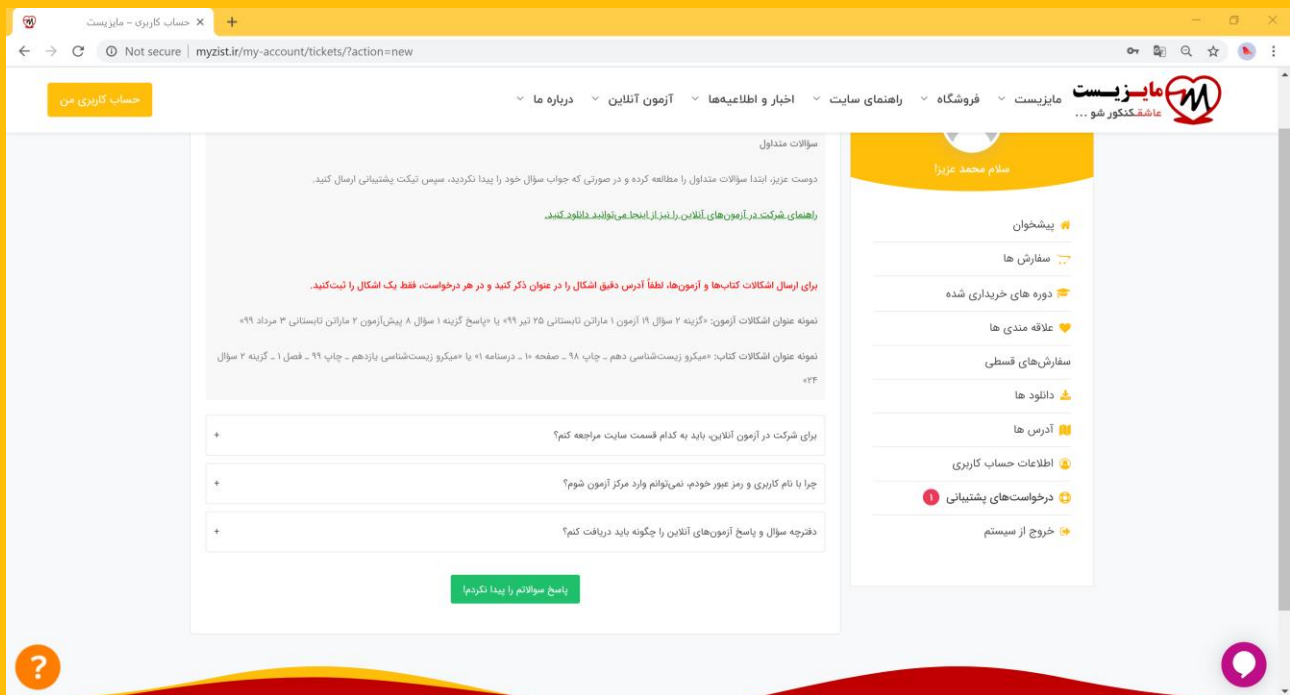 حساب کاربری – مایزیست
Not secure | myzist.ir/my-account/tickets/?action=new
مایـزیـست
عاشقـکنکور شو ...
مایزیست
فروشگاه
راهنمای سایت
اخبار و اطلاعیه‌ها
آزمون آنلاین
درباره ما
حساب کاربری من
سلام محمد عزیز!
پیشخوان
سفارش ها
دوره های خریداری شده
علاقه مندی ها
سفارش‌های قسطی
دانلود ها
آدرس ها
اطلاعات حساب کاربری
درخواست‌های پشتیبانی ۱
خروج از سیستم
سؤالات متداول
دوست عزیز، ابتدا سؤالات متداول را مطالعه کرده و در صورتی که جواب سؤال خود را پیدا نکردید، سپس تیکت پشتیبانی ارسال کنید.
راهنمای شرکت در آزمون‌های آنلاین را نیز از اینجا می‌توانید دانلود کنید.
برای ارسال اشکالات کتاب‌ها و آزمون‌ها، لطفاً آدرس دقیق اشکال را در عنوان ذکر کنید و در هر درخواست، فقط یک اشکال را ثبت‌کنید.
نمونه عنوان اشکالات آزمون: «گزینه ۲ سؤال ۱۹ آزمون ۱ ماراتن تابستانی ۲۵ تیر ۹۹» یا «پاسخ گزینه ۱ سؤال ۸ پیش‌آزمون ۲ ماراتن تابستانی ۳ مرداد ۹۹»
نمونه عنوان اشکالات کتاب: «میکرو زیست‌شناسی دهم ـ چاپ ۹۸ ـ صفحه ۱۰ ـ درسنامه ۱» یا «میکرو زیست‌شناسی یازدهم ـ چاپ ۹۹ ـ فصل ۱ ـ گزینه ۲ سؤال
۲۴»
برای شرکت در آزمون آنلاین، باید به کدام قسمت سایت مراجعه کنم؟ +
چرا با نام کاربری و رمز عبور خودم، نمی‌توانم وارد مرکز آزمون شوم؟ +
دفترچه سؤال و پاسخ آزمون‌های آنلاین را چگونه باید دریافت کنم؟ +
پاسخ سوالاتم را پیدا نکردم!
?